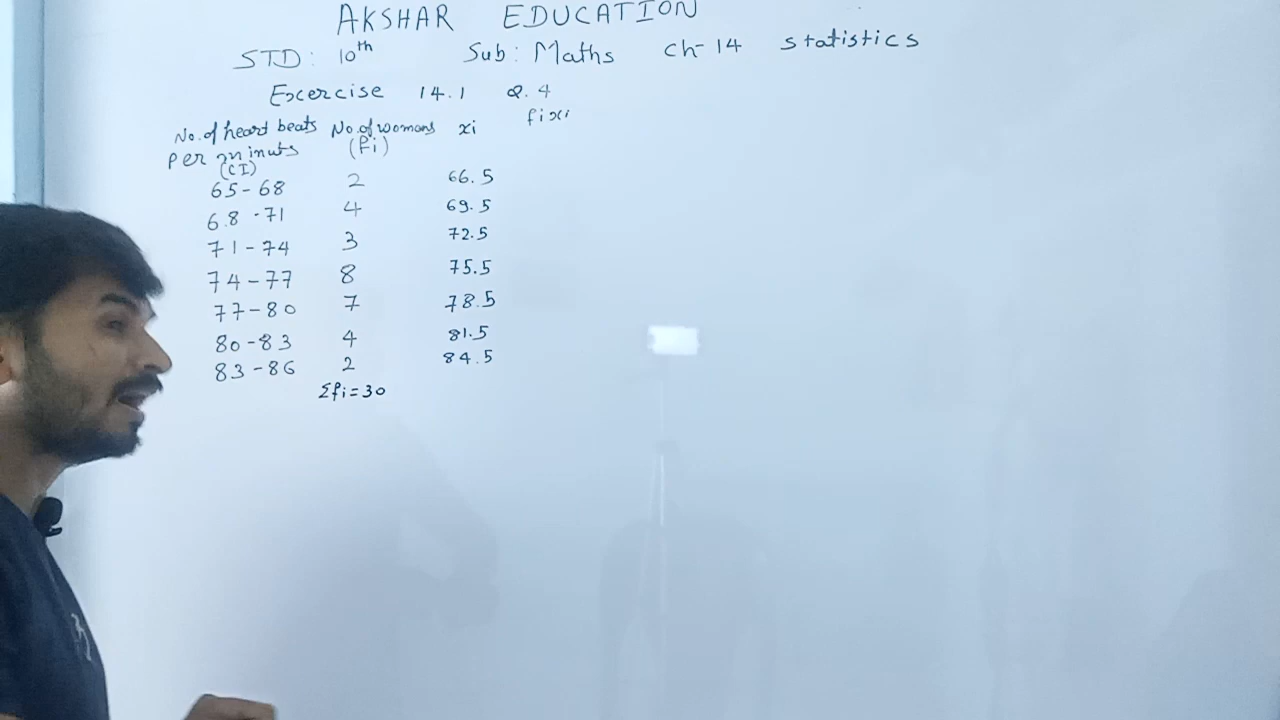 AKSHAR EDUCATION
STD: 10th Sub: Maths Ch-14 statistics
Excercise 14.1 Q.4
No. of heart beats No. of womans xi fixi
per minuts (fi)
(CI)
65-68 2 66.5
68-71 4 69.5
71-74 3 72.5
74-77 8 75.5
77-80 7 78.5
80-83 4 81.5
83-86 2 84.5
Σfi=30